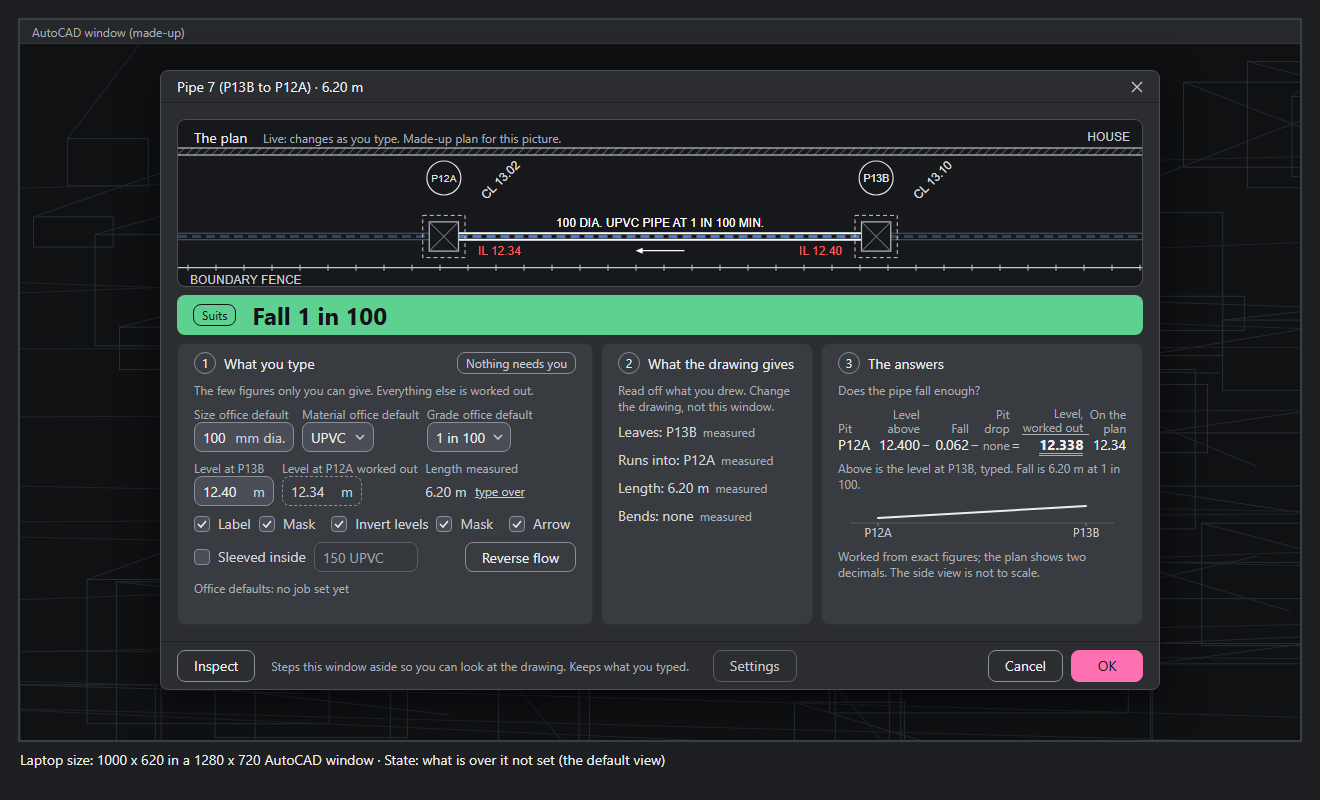 AutoCAD window (made-up)
Pipe 7 (P13B to P12A) · 6.20 m
The plan Live: changes as you type. Made-up plan for this picture. HOUSE
P12A CL 13.02 P13B CL 13.10
100 DIA. UPVC PIPE AT 1 IN 100 MIN.
IL 12.34 IL 12.40
BOUNDARY FENCE
Suits Fall 1 in 100
1 What you type Nothing needs you
The few figures only you can give. Everything else is worked out.
Size office default Material office default Grade office default
100 mm dia. UPVC 1 in 100
Level at P13B Level at P12A worked out Length measured
12.40 m 12.34 m 6.20 m type over
Label Mask Invert levels Mask Arrow
Sleeved inside 150 UPVC Reverse flow
Office defaults: no job set yet
2 What the drawing gives
Read off what you drew. Change
the drawing, not this window.
Leaves: P13B measured
Runs into: P12A measured
Length: 6.20 m measured
Bends: none measured
3 The answers
Does the pipe fall enough?
Pit Level above Fall Pit drop Level, worked out On the plan
P12A 12.400 − 0.062 − none = 12.338 12.34
Above is the level at P13B, typed. Fall is 6.20 m at 1 in
100.
P12A P13B
Worked from exact figures; the plan shows two
decimals. The side view is not to scale.
Inspect Steps this window aside so you can look at the drawing. Keeps what you typed. Settings Cancel OK
Laptop size: 1000 x 620 in a 1280 x 720 AutoCAD window · State: what is over it not set (the default view)